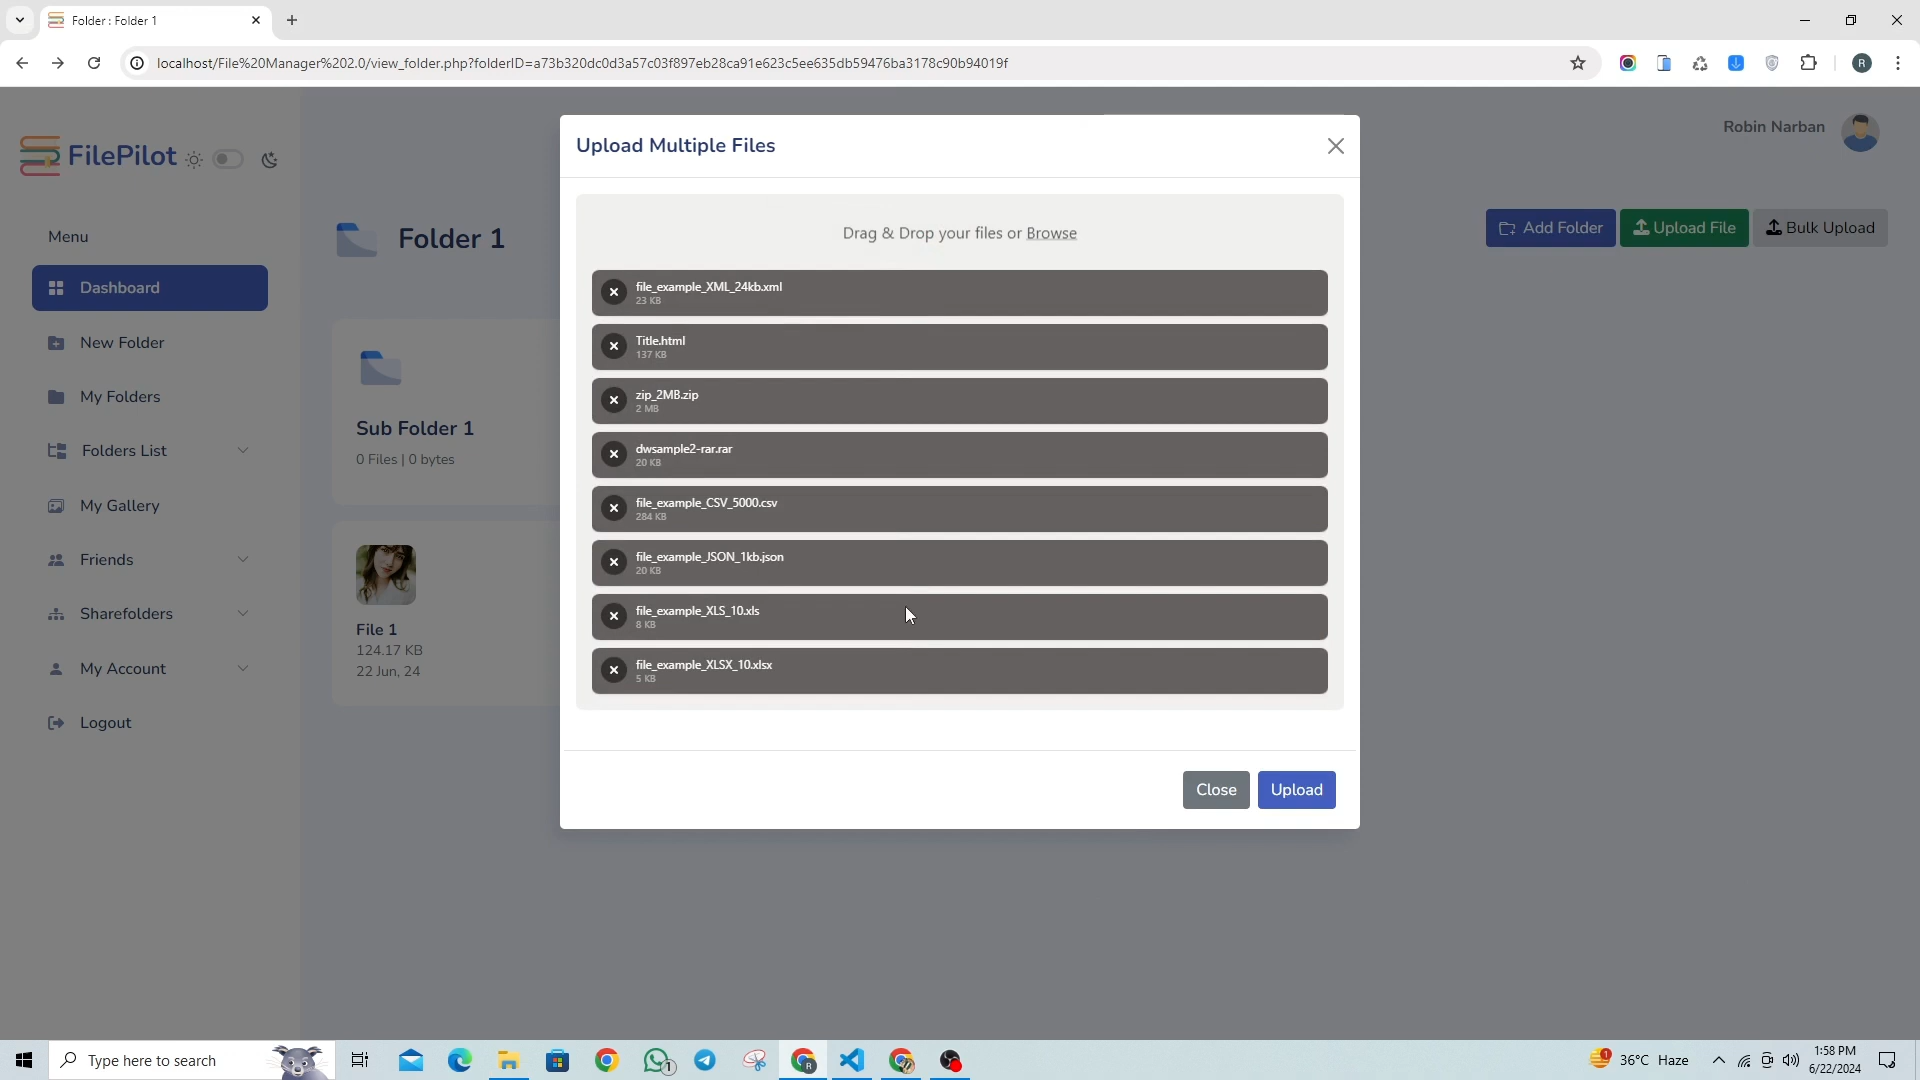 Folder : Folder 1
localhost/File%20Manager%202.0/view_folder.php?folderID=a73b320dc0d3a57c03f897eb28ca91e623c5ee635db59476ba3178c90b94019f
R
FilePilot
Robin Narban
Menu
Dashboard
New Folder
My Folders
Folders List
My Gallery
Friends
Sharefolders
My Account
Logout
Folder 1
Add Folder
Upload File
Bulk Upload
Sub Folder 1
0 Files | 0 bytes
File 1
124.17 KB
22 Jun, 24
Upload Multiple Files
Drag & Drop your files or Browse
file_example_XML_24kb.xml
23 KB
Title.html
137 KB
zip_2MB.zip
2 MB
dwsample2-rar.rar
20 KB
file_example_CSV_5000.csv
284 KB
file_example_JSON_1kb.json
20 KB
file_example_XLS_10.xls
8 KB
file_example_XLSX_10.xlsx
5 KB
Close
Upload
Type here to search
1
R
1
36°C Haze
1:58 PM
6/22/2024